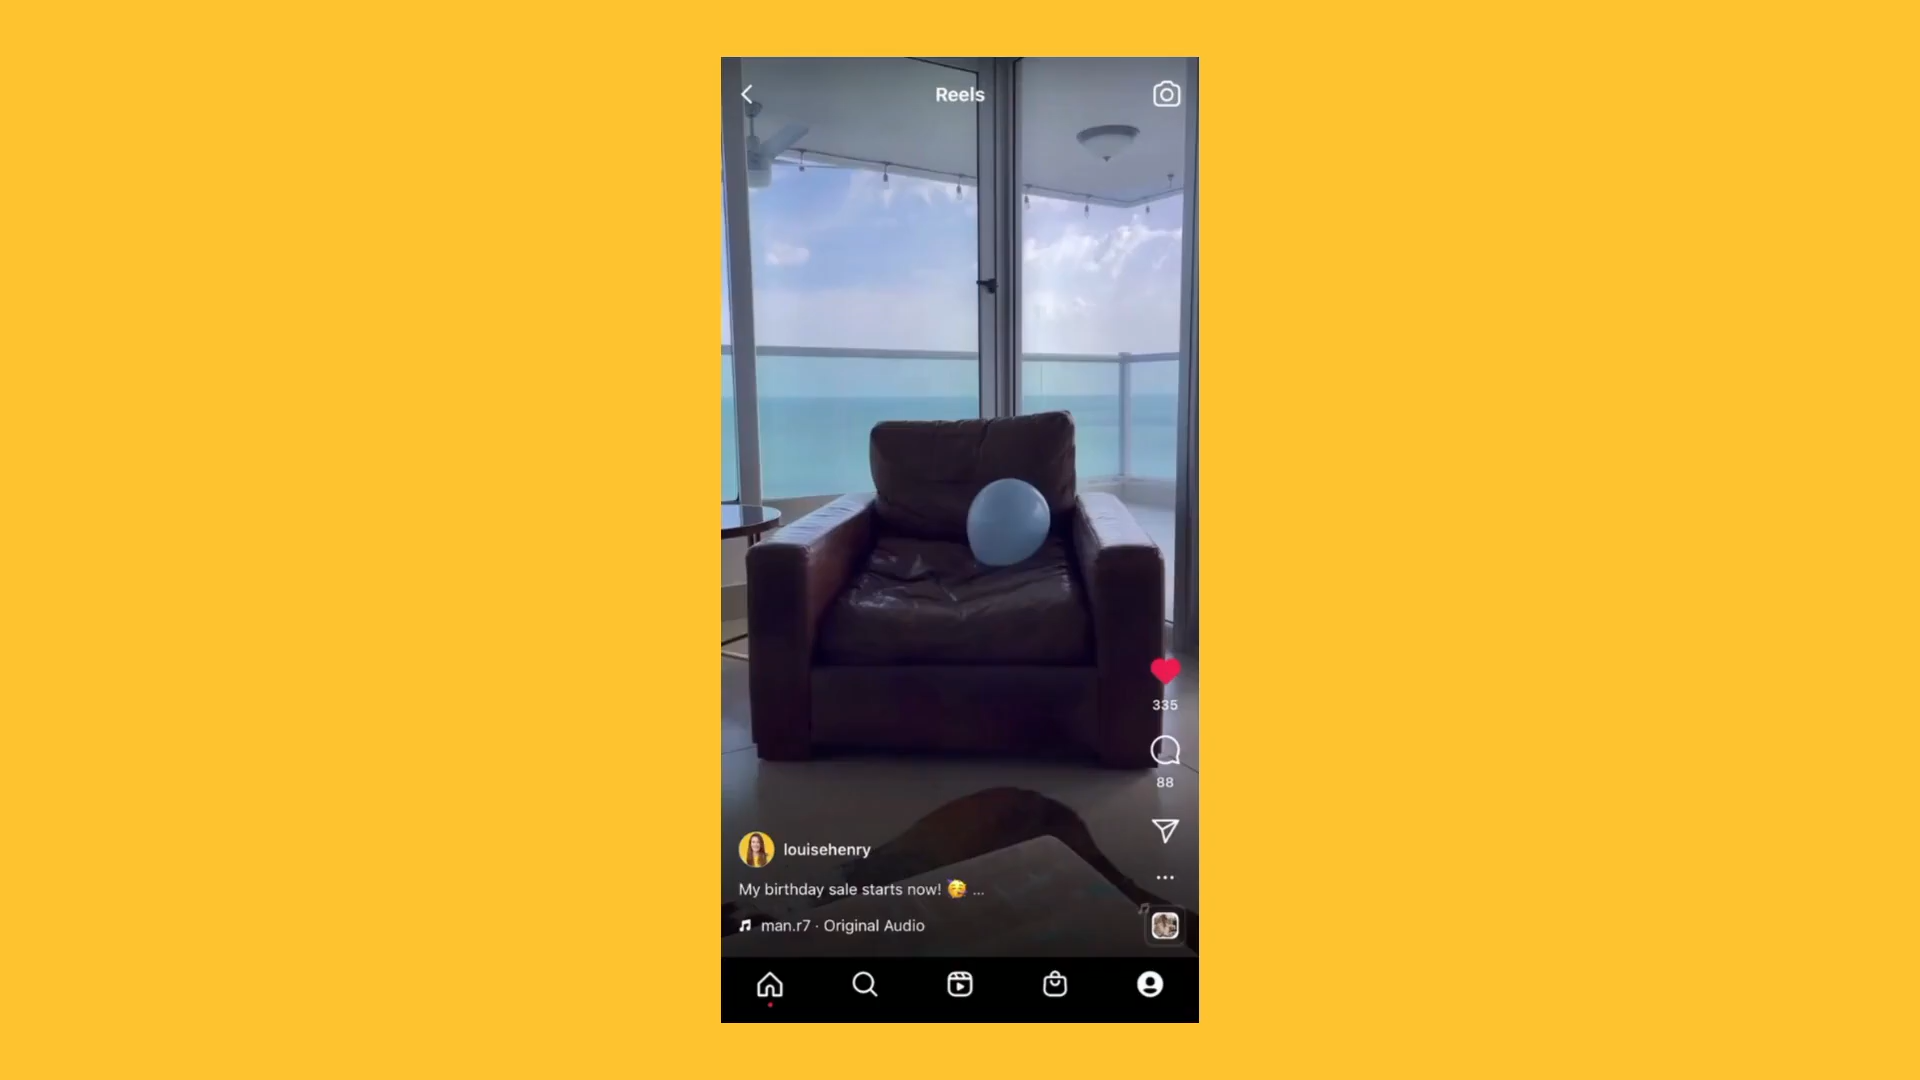 Reels
335
88
louisehenry
My birthday sale starts now! 🥳 ...
man.r7 · Original Audio